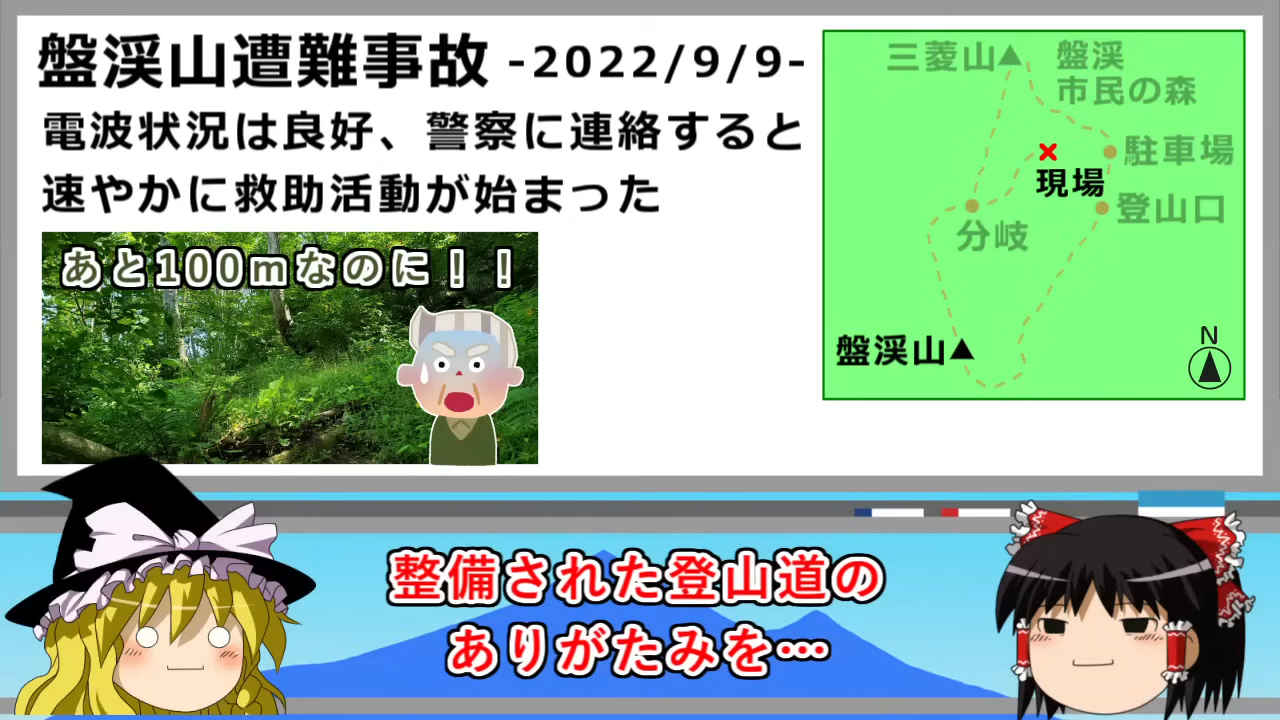 盤渓山遭難事故 -2022/9/9-
電波状況は良好、警察に連絡すると
速やかに救助活動が始まった
あと100mなのに！！
三菱山▲
盤渓
市民の森
駐車場
現場
登山口
分岐
盤渓山▲
N
整備された登山道の
ありがたみを…